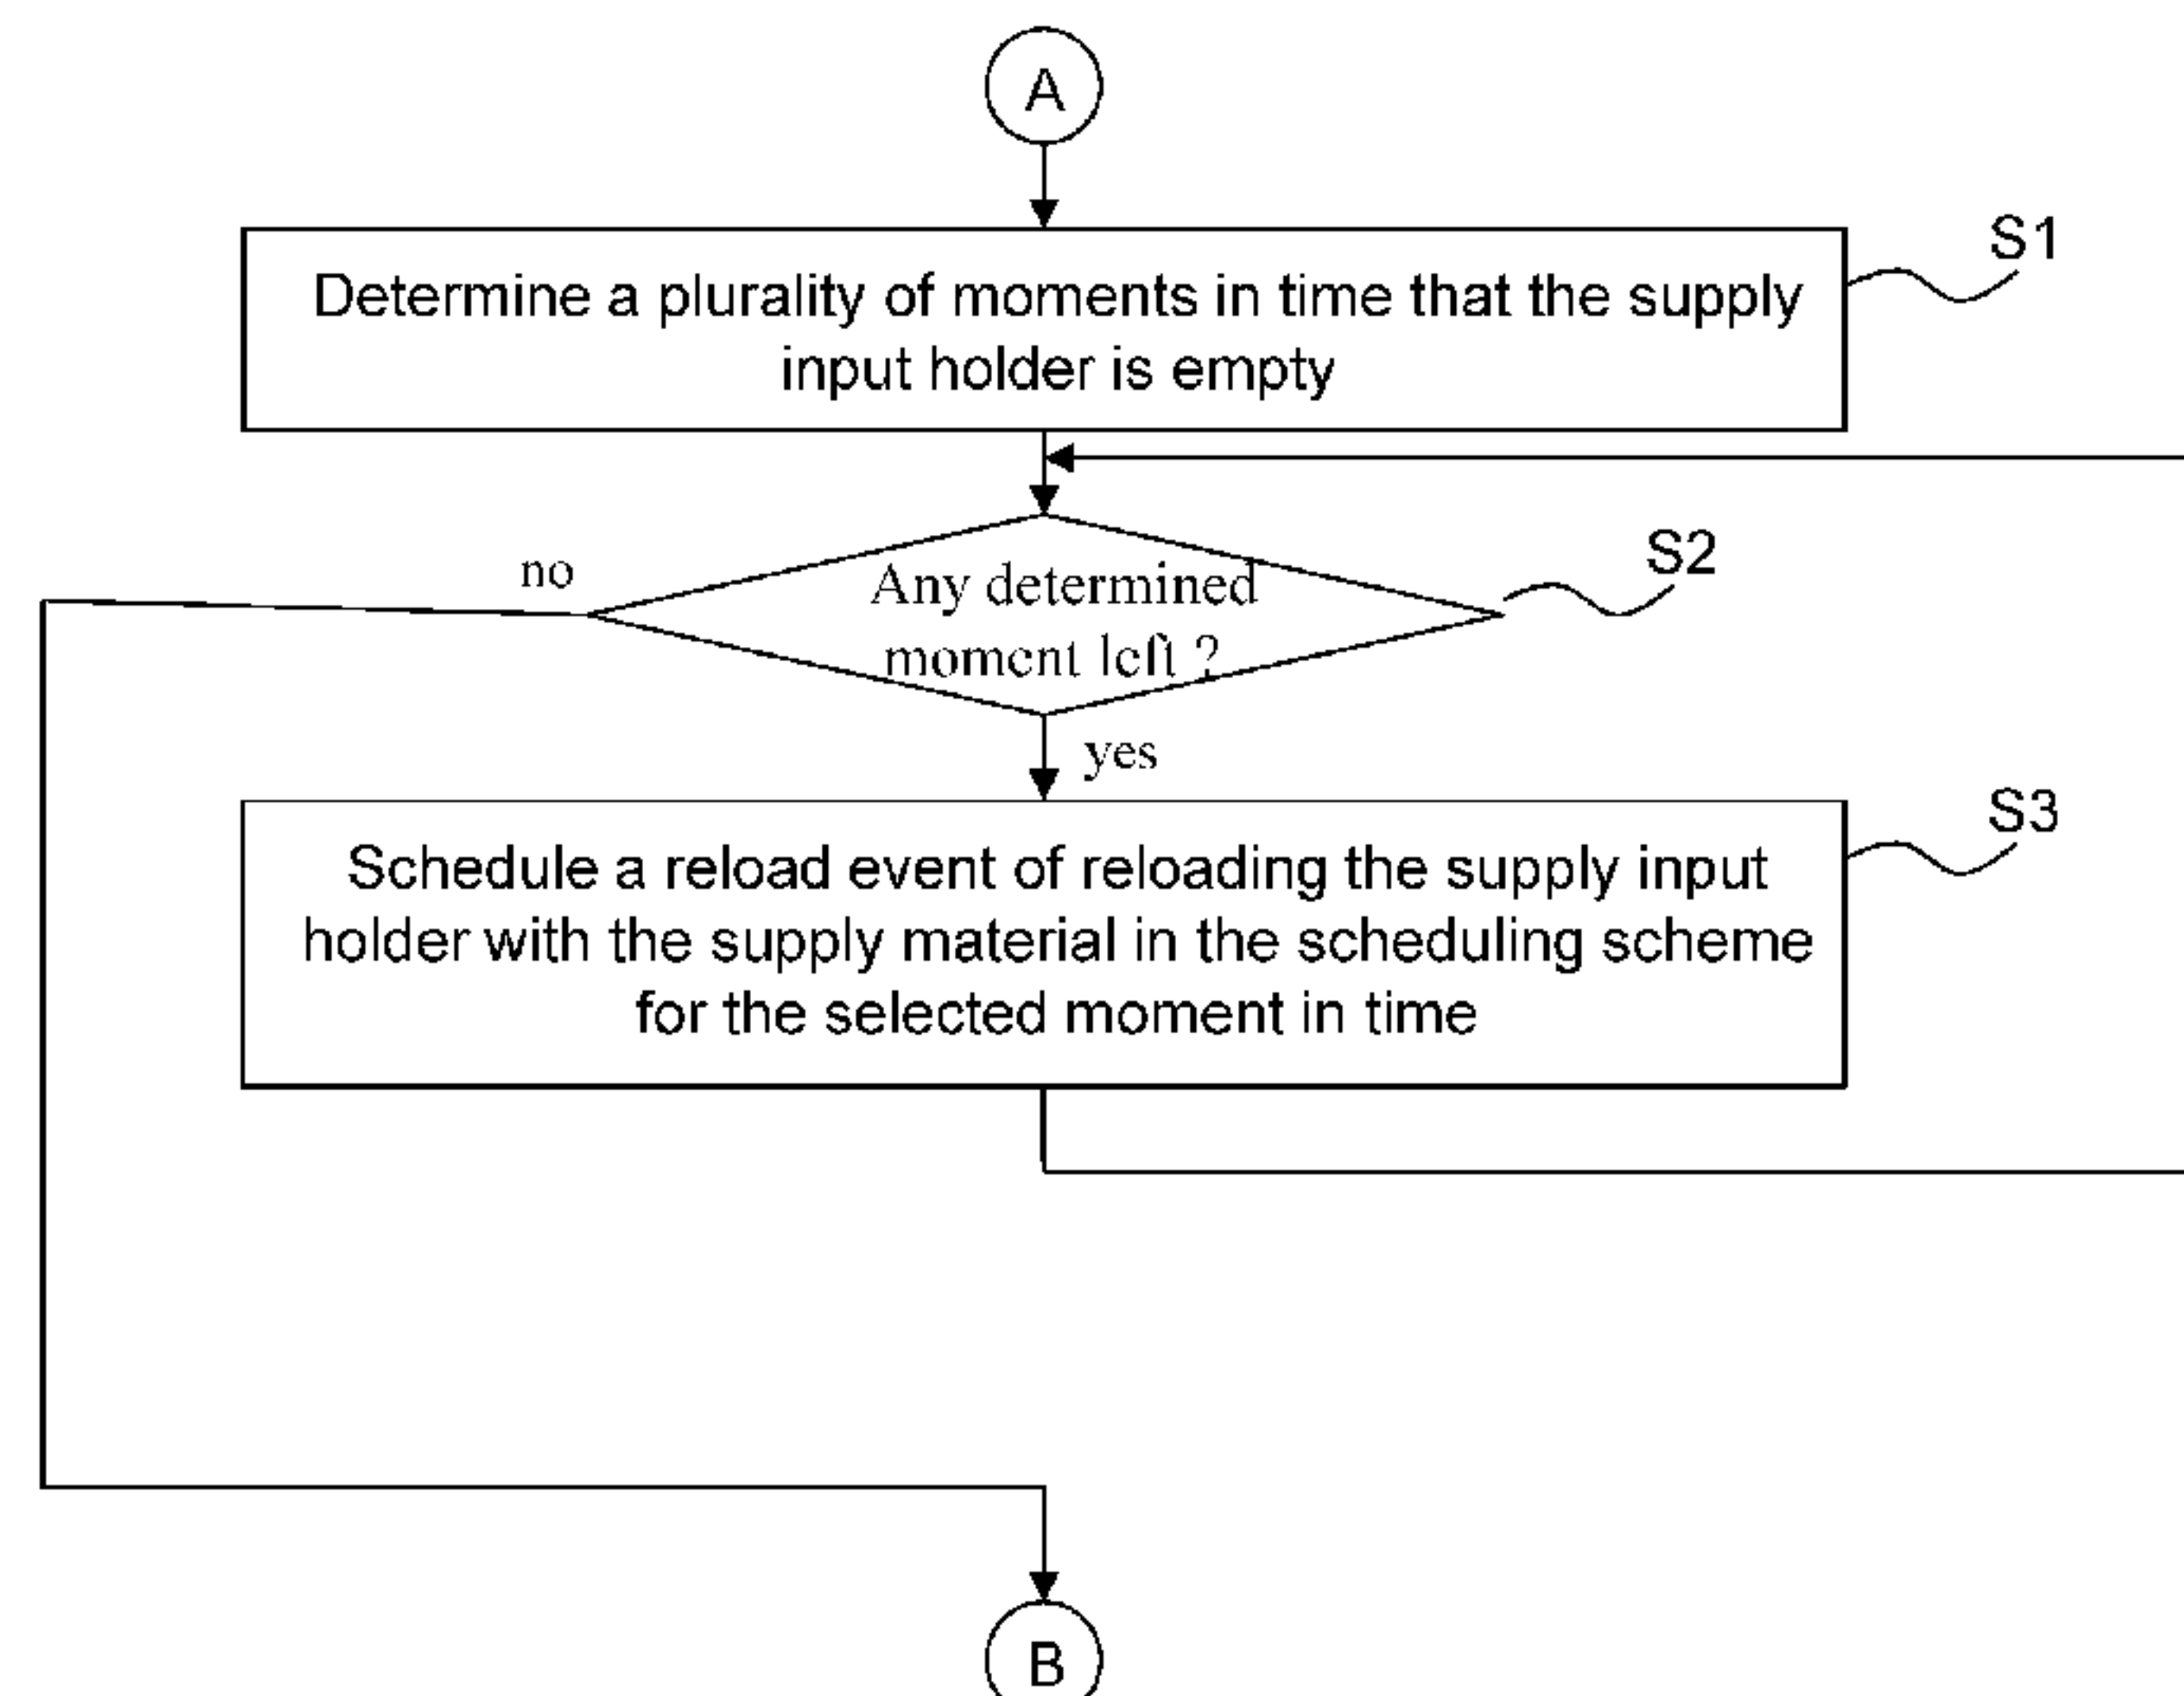 A
S1
Determine a plurality of moments in time that the supply
input holder is empty
S2
no
Any determined
moment left ?
yes
S3
Schedule a reload event of reloading the supply input
holder with the supply material in the scheduling scheme
for the selected moment in time
B